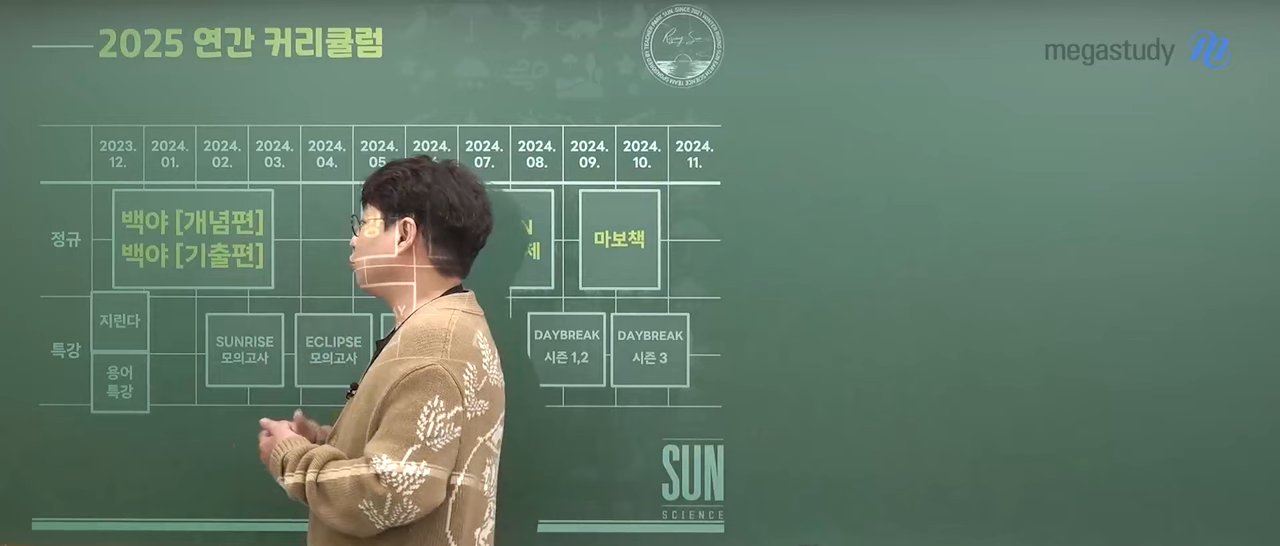 2025 연간 커리큘럼
Rising Sun
megastudy M
2023. 12.
2024. 01.
2024. 02.
2024. 03.
2024. 04.
2024. 05
2024.
2024. 07.
2024. 08.
2024. 09.
2024. 10.
2024. 11.
정규
백야 [개념편]
백야 [기출편]
강
N
제
마보책
특강
지린다
용어
특강
SUNRISE
모의고사
ECLIPSE
모의고사
Y
DAYBREAK
시즌 1,2
DAYBREAK
시즌 3
SUN
SCIENCE